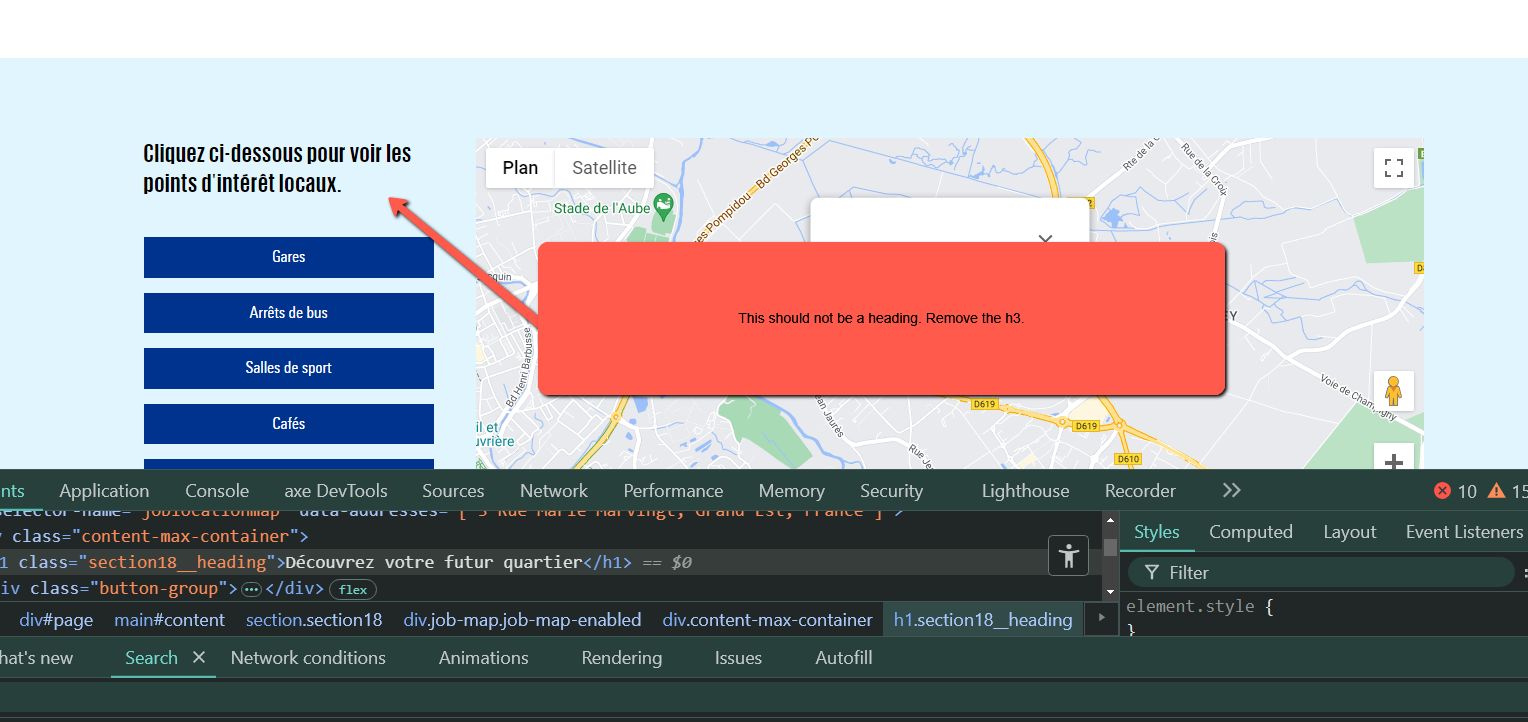 Cliquez ci-dessous pour voir les
points d'intérêt locaux.
Gares
Arrêts de bus
Salles de sport
Cafés
Plan
Satellite
Stade de l'Aube
Bd Georges Po
es Pompidou
Rte de la C
Rue de la Croix
This should not be a heading. Remove the h3.
Bd Henri Barbusse
ean Jaurès
Rue Je
D619
D619
D610
Voie de Champigny
nts
Application
Console
axe DevTools
Sources
Network
Performance
Memory
Security
Lighthouse
Recorder
10
15
selector-name="joblocationmap" data-addresses="["5 Rue Marie Marvingt, Grand Est, France"]">
v class="content-max-container">
1 class="section18__heading">Découvrez votre futur quartier</h1> == $0
iv class="button-group">…</div> flex
div#page
main#content
section.section18
div.job-map.job-map-enabled
div.content-max-container
h1.section18__heading
Styles
Computed
Layout
Event Listeners
Filter
element.style {
}
hat's new
Search
Network conditions
Animations
Rendering
Issues
Autofill